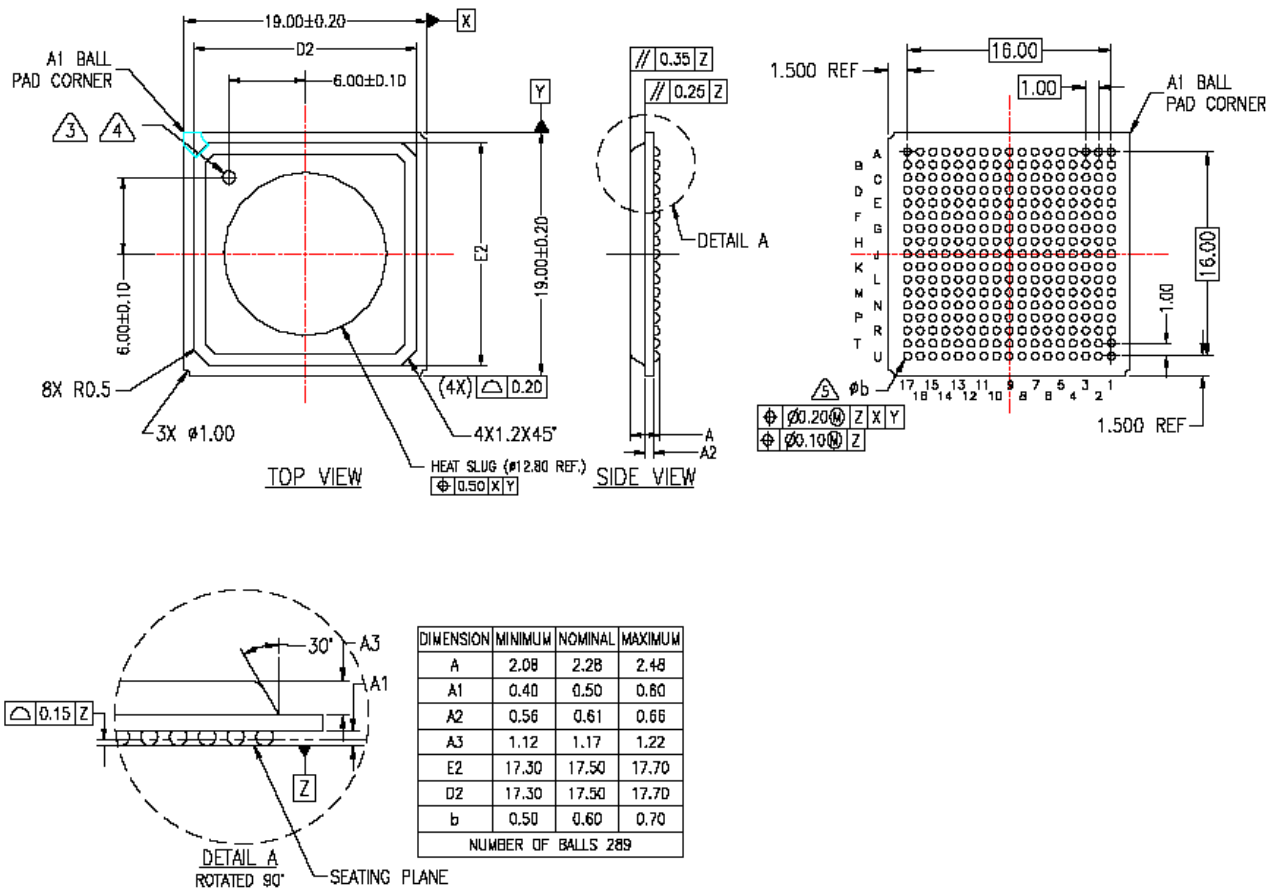 19.00±0.20
X
D2
A1 BALL
PAD CORNER
6.00±0.10
3
4
Y
6.00±0.10
E2
19.00±0.20
8X R0.5
3X ø1.00
(4X) 0.20
4X1.2X45°
HEAT SLUG (ø12.80 REF.)
0.50 X Y
TOP VIEW
// 0.35 Z
// 0.25 Z
DETAIL A
A
A2
SIDE VIEW
16.00
1.500 REF
1.00
A1 BALL
PAD CORNER
A
B
C
D
E
F
G
H
J
K
L
M
N
P
R
T
U
16.00
1.00
5 øb
17 15 13 11 9 7 5 3 1
16 14 12 10 8 6 4 2
ø0.20 M Z X Y
ø0.10 M Z
1.500 REF
30°
A3
A1
0.15 Z
Z
DETAIL A
ROTATED 90°
SEATING PLANE
DIMENSION MINIMUM NOMINAL MAXIMUM
A 2.08 2.28 2.48
A1 0.40 0.50 0.60
A2 0.56 0.61 0.66
A3 1.12 1.17 1.22
E2 17.30 17.50 17.70
D2 17.30 17.50 17.70
b 0.50 0.60 0.70
NUMBER OF BALLS 289